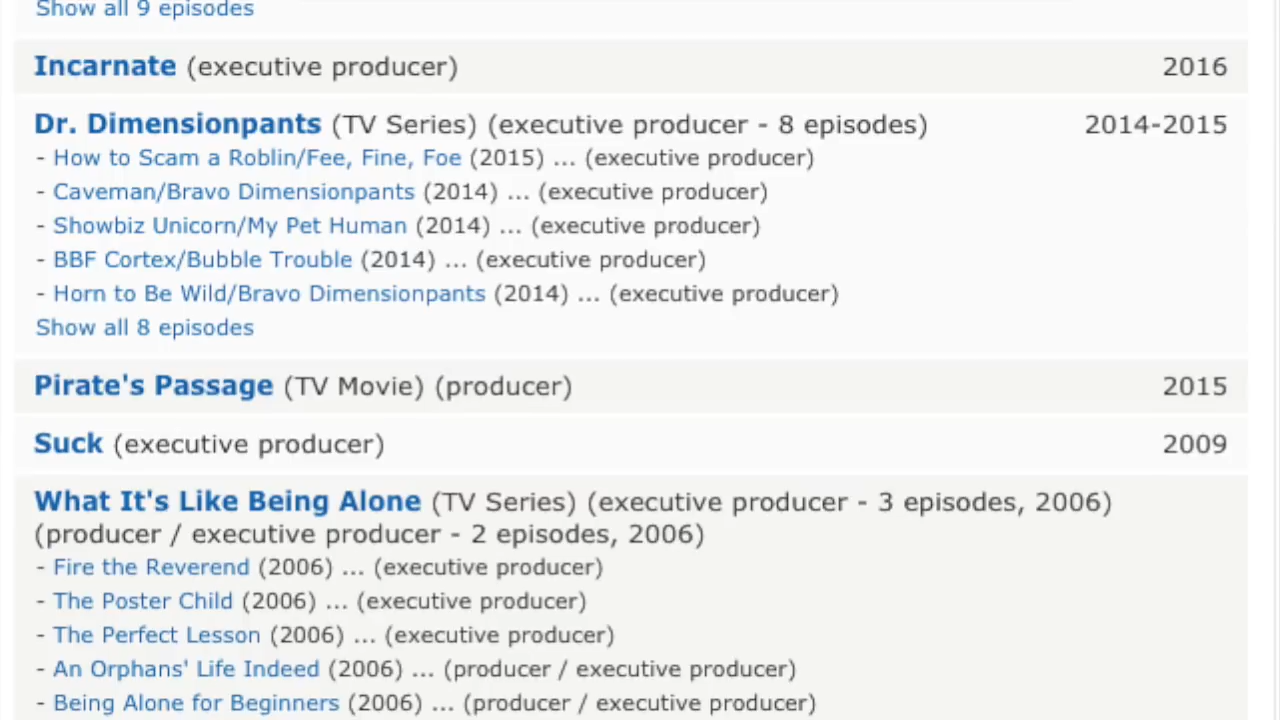 Show all 9 episodes
Incarnate (executive producer) 2016
Dr. Dimensionpants (TV Series) (executive producer - 8 episodes) 2014-2015
- How to Scam a Roblin/Fee, Fine, Foe (2015) ... (executive producer)
- Caveman/Bravo Dimensionpants (2014) ... (executive producer)
- Showbiz Unicorn/My Pet Human (2014) ... (executive producer)
- BBF Cortex/Bubble Trouble (2014) ... (executive producer)
- Horn to Be Wild/Bravo Dimensionpants (2014) ... (executive producer)
Show all 8 episodes
Pirate's Passage (TV Movie) (producer) 2015
Suck (executive producer) 2009
What It's Like Being Alone (TV Series) (executive producer - 3 episodes, 2006)
(producer / executive producer - 2 episodes, 2006)
- Fire the Reverend (2006) ... (executive producer)
- The Poster Child (2006) ... (executive producer)
- The Perfect Lesson (2006) ... (executive producer)
- An Orphans' Life Indeed (2006) ... (producer / executive producer)
- Being Alone for Beginners (2006) ... (producer / executive producer)